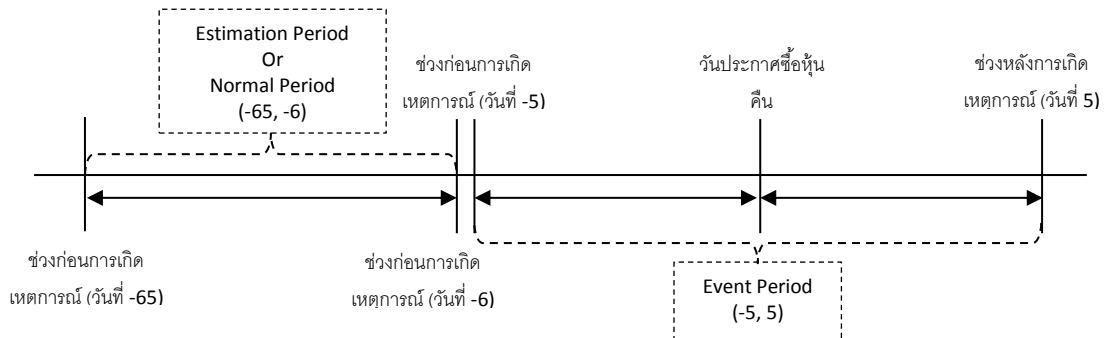 Estimation Period
Or
Normal Period
(-65, -6)
ช่วงก่อนการเกิด
เหตการณ์ (วันที่ -5)
วันประกาศซื้อหุ้น
คืน
ช่วงหลังการเกิด
เหตุการณ์ (วันที่ 5)
ช่วงก่อนการเกิด
เหตุการณ์ (วันที่ -65)
ช่วงก่อนการเกิด
เหตุการณ์ (วันที่ -6)
Event Period
(-5, 5)